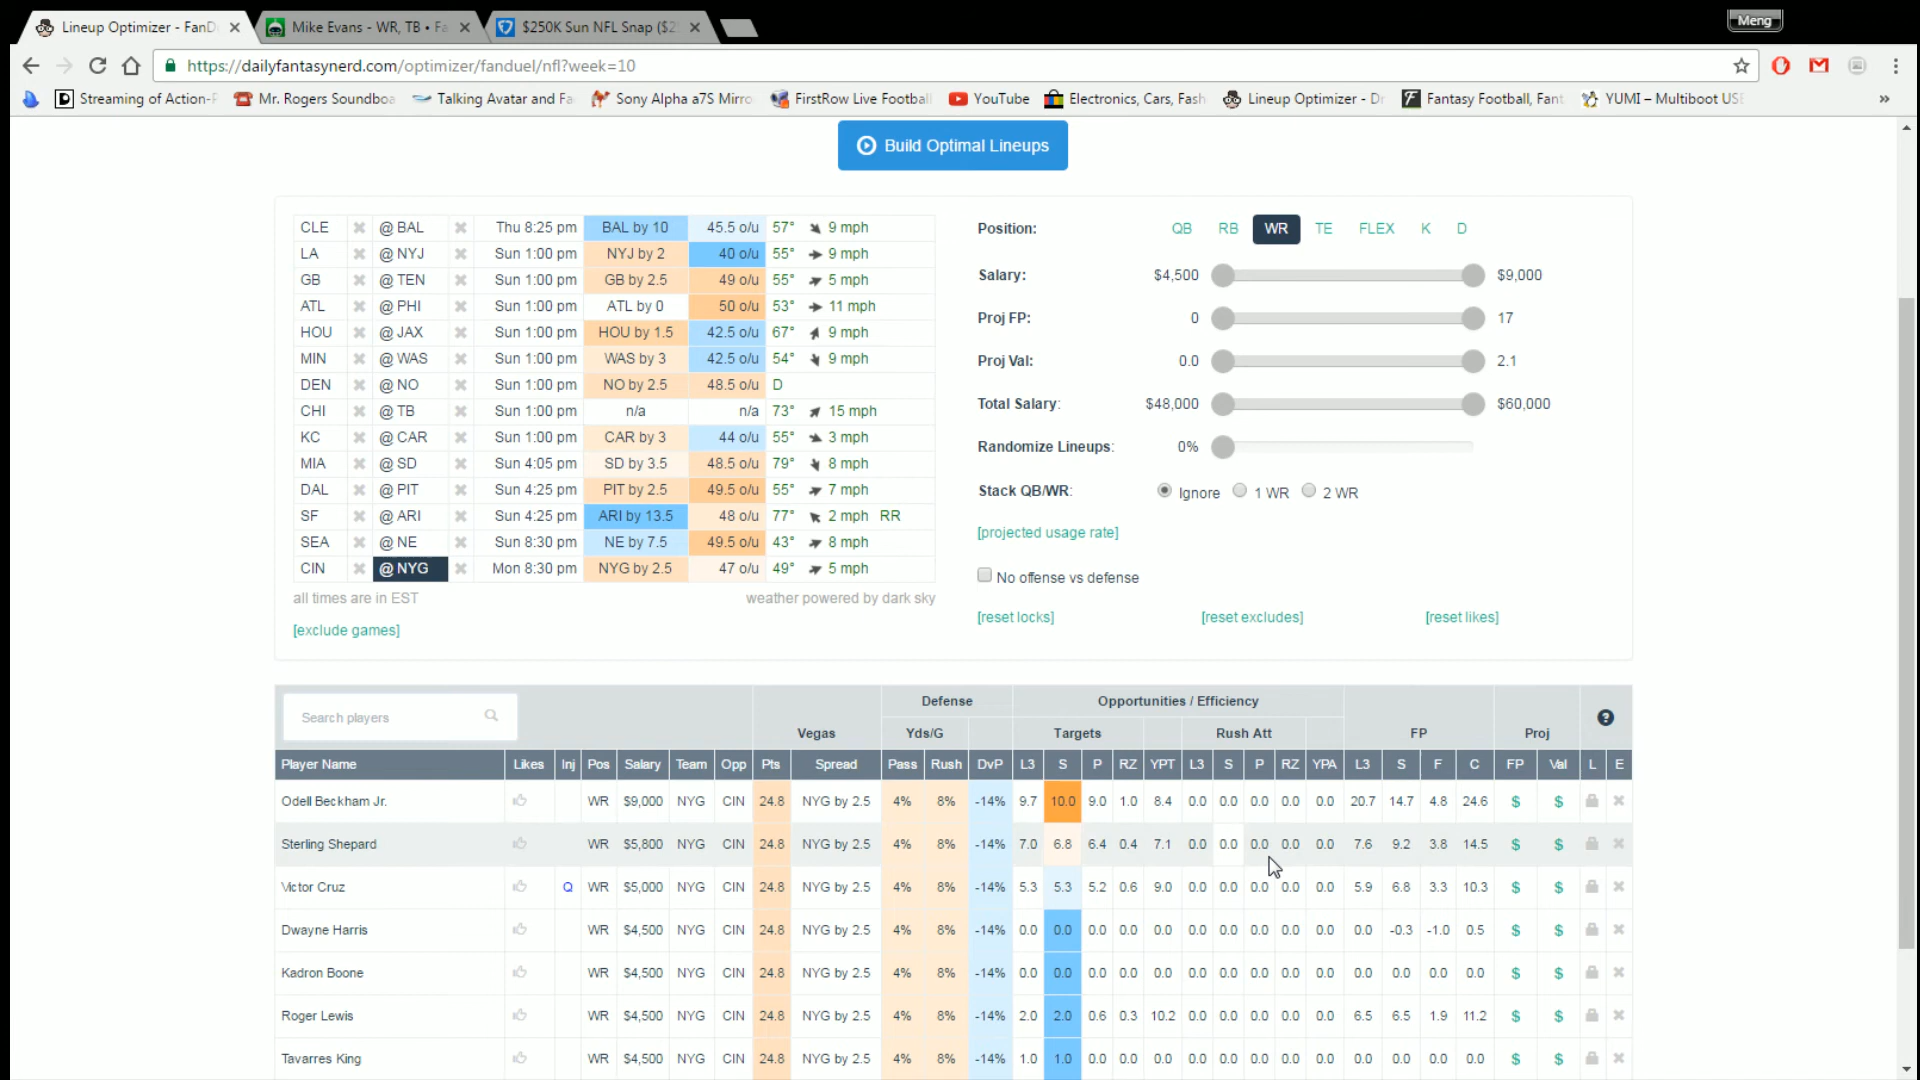 Lineup Optimizer - FanD
Mike Evans - WR, TB • Fa
$250K Sun NFL Snap ($2
Meng
https://dailyfantasynerd.com/optimizer/fanduel/nfl?week=10
Streaming of Action-F
Mr. Rogers Soundboa
Talking Avatar and Fa
Sony Alpha a7S Mirro
FirstRow Live Football
YouTube
Electronics, Cars, Fash
Lineup Optimizer - Dr
Fantasy Football, Fant
YUMI – Multiboot USB
Build Optimal Lineups
CLE @ BAL Thu 8:25 pm BAL by 10 45.5 o/u 57° 9 mph
LA @ NYJ Sun 1:00 pm NYJ by 2 40 o/u 55° 9 mph
GB @ TEN Sun 1:00 pm GB by 2.5 49 o/u 55° 5 mph
ATL @ PHI Sun 1:00 pm ATL by 0 50 o/u 53° 11 mph
HOU @ JAX Sun 1:00 pm HOU by 1.5 42.5 o/u 67° 9 mph
MIN @ WAS Sun 1:00 pm WAS by 3 42.5 o/u 54° 9 mph
DEN @ NO Sun 1:00 pm NO by 2.5 48.5 o/u D
CHI @ TB Sun 1:00 pm n/a n/a 73° 15 mph
KC @ CAR Sun 1:00 pm CAR by 3 44 o/u 55° 3 mph
MIA @ SD Sun 4:05 pm SD by 3.5 48.5 o/u 79° 8 mph
DAL @ PIT Sun 4:25 pm PIT by 2.5 49.5 o/u 55° 7 mph
SF @ ARI Sun 4:25 pm ARI by 13.5 48 o/u 77° 2 mph RR
SEA @ NE Sun 8:30 pm NE by 7.5 49.5 o/u 43° 8 mph
CIN @ NYG Mon 8:30 pm NYG by 2.5 47 o/u 49° 5 mph
all times are in EST weather powered by dark sky
[exclude games]
Position: QB RB WR TE FLEX K D
Salary: $4,500 $9,000
Proj FP: 0 17
Proj Val: 0.0 2.1
Total Salary: $48,000 $60,000
Randomize Lineups: 0%
Stack QB/WR: Ignore 1 WR 2 WR
[projected usage rate]
No offense vs defense
[reset locks] [reset excludes] [reset likes]
Search players
Defense Opportunities / Efficiency
Vegas Yds/G Targets Rush Att FP Proj
Player Name Likes Inj Pos Salary Team Opp Pts Spread Pass Rush DvP L3 S P RZ YPT L3 S P RZ YPA L3 S F C FP Val L E
Odell Beckham Jr. WR $9,000 NYG CIN 24.8 NYG by 2.5 4% 8% -14% 9.7 10.0 9.0 1.0 8.4 0.0 0.0 0.0 0.0 0.0 20.7 14.7 4.8 24.6 $ $
Sterling Shepard WR $5,800 NYG CIN 24.8 NYG by 2.5 4% 8% -14% 7.0 6.8 6.4 0.4 7.1 0.0 0.0 0.0 0.0 0.0 7.6 9.2 3.8 14.5 $ $
Victor Cruz Q WR $5,000 NYG CIN 24.8 NYG by 2.5 4% 8% -14% 5.3 5.3 5.2 0.6 9.0 0.0 0.0 0.0 0.0 0.0 5.9 6.8 3.3 10.3 $ $
Dwayne Harris WR $4,500 NYG CIN 24.8 NYG by 2.5 4% 8% -14% 0.0 0.0 0.0 0.0 0.0 0.0 0.0 0.0 0.0 0.0 0.0 -0.3 -1.0 0.5 $ $
Kadron Boone WR $4,500 NYG CIN 24.8 NYG by 2.5 4% 8% -14% 0.0 0.0 0.0 0.0 0.0 0.0 0.0 0.0 0.0 0.0 0.0 0.0 0.0 0.0 $ $
Roger Lewis WR $4,500 NYG CIN 24.8 NYG by 2.5 4% 8% -14% 2.0 2.0 0.6 0.3 10.2 0.0 0.0 0.0 0.0 0.0 6.5 6.5 1.9 11.2 $ $
Tavarres King WR $4,500 NYG CIN 24.8 NYG by 2.5 4% 8% -14% 1.0 1.0 0.0 0.0 0.0 0.0 0.0 0.0 0.0 0.0 0.0 0.0 0.0 0.0 $ $